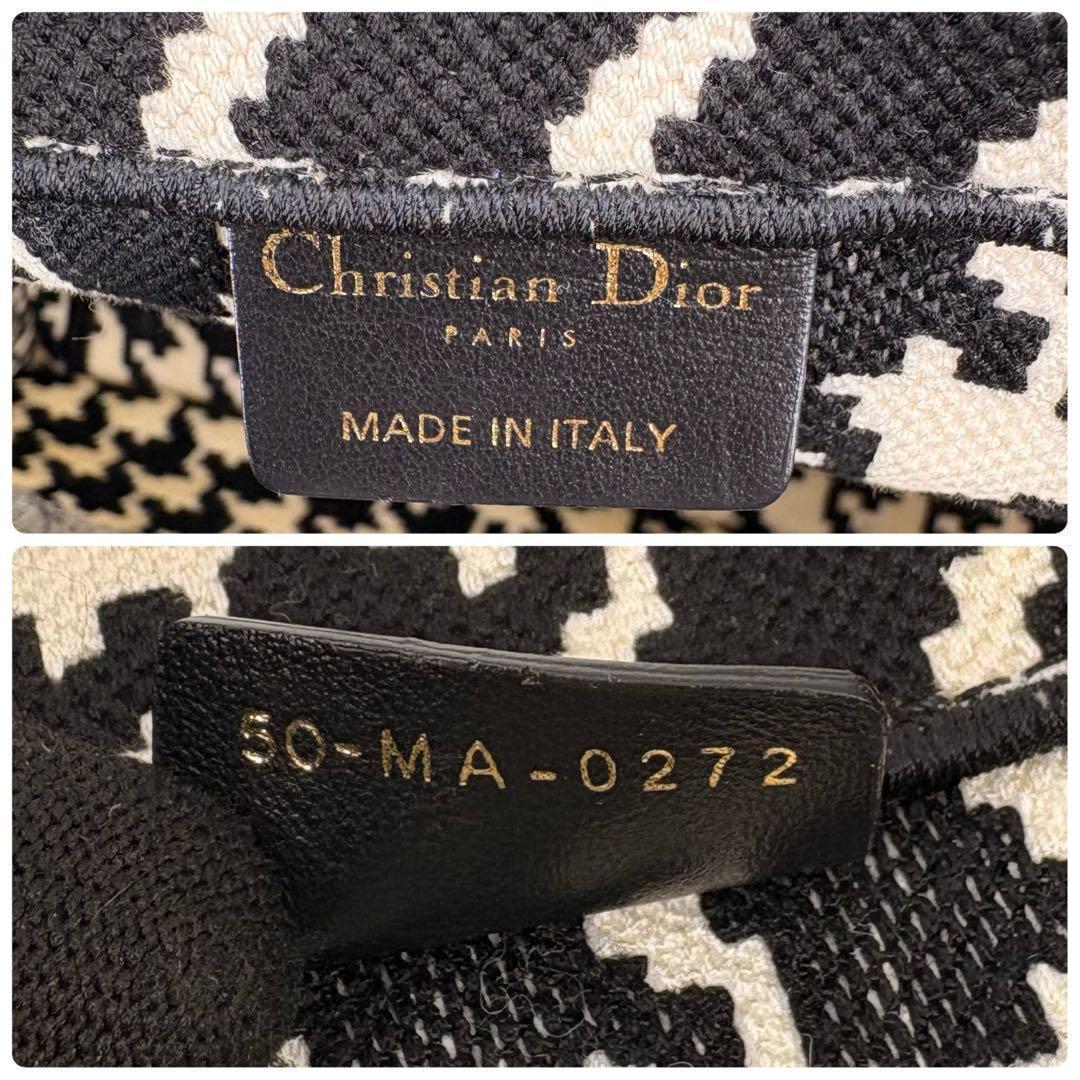 Christian Dior
PARIS
MADE IN ITALY
50-MA-0272